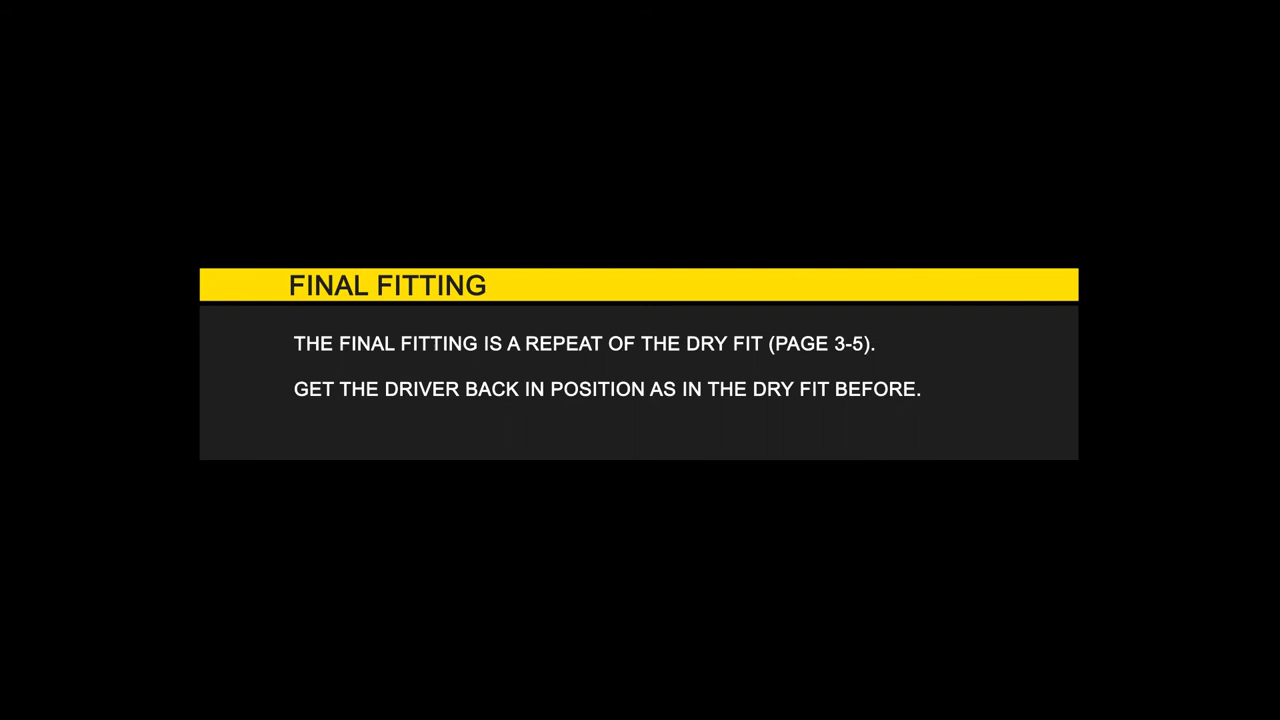 FINAL FITTING
THE FINAL FITTING IS A REPEAT OF THE DRY FIT (PAGE 3-5).
GET THE DRIVER BACK IN POSITION AS IN THE DRY FIT BEFORE.